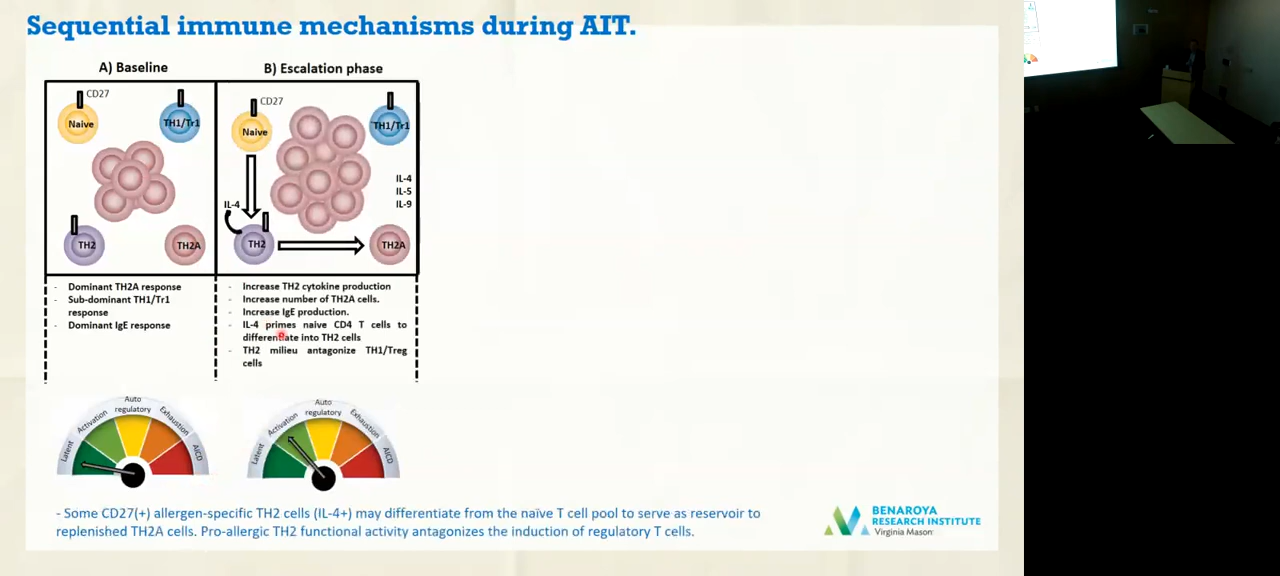 Sequential immune mechanisms during AIT.
A) Baseline
B) Escalation phase
CD27
Naive
TH1/Tr1
TH2
TH2A
CD27
Naive
TH1/Tr1
IL-4
IL-5
IL-9
IL-4
TH2
TH2A
- Dominant TH2A response
- Sub-dominant TH1/Tr1
response
- Dominant IgE response
- Increase TH2 cytokine production
- Increase number of TH2A cells.
- Increase IgE production.
- IL-4 primes naive CD4 T cells to
differentiate into TH2 cells
- TH2 milieu antagonize TH1/Treg
cells
Latent
Activation
Auto
regulatory
Exhaustion
AICD
Latent
Activation
Auto
regulatory
Exhaustion
AICD
- Some CD27(+) allergen-specific TH2 cells (IL-4+) may differentiate from the naïve T cell pool to serve as reservoir to
replenished TH2A cells. Pro-allergic TH2 functional activity antagonizes the induction of regulatory T cells.
BENAROYA
RESEARCH INSTITUTE
Virginia Mason